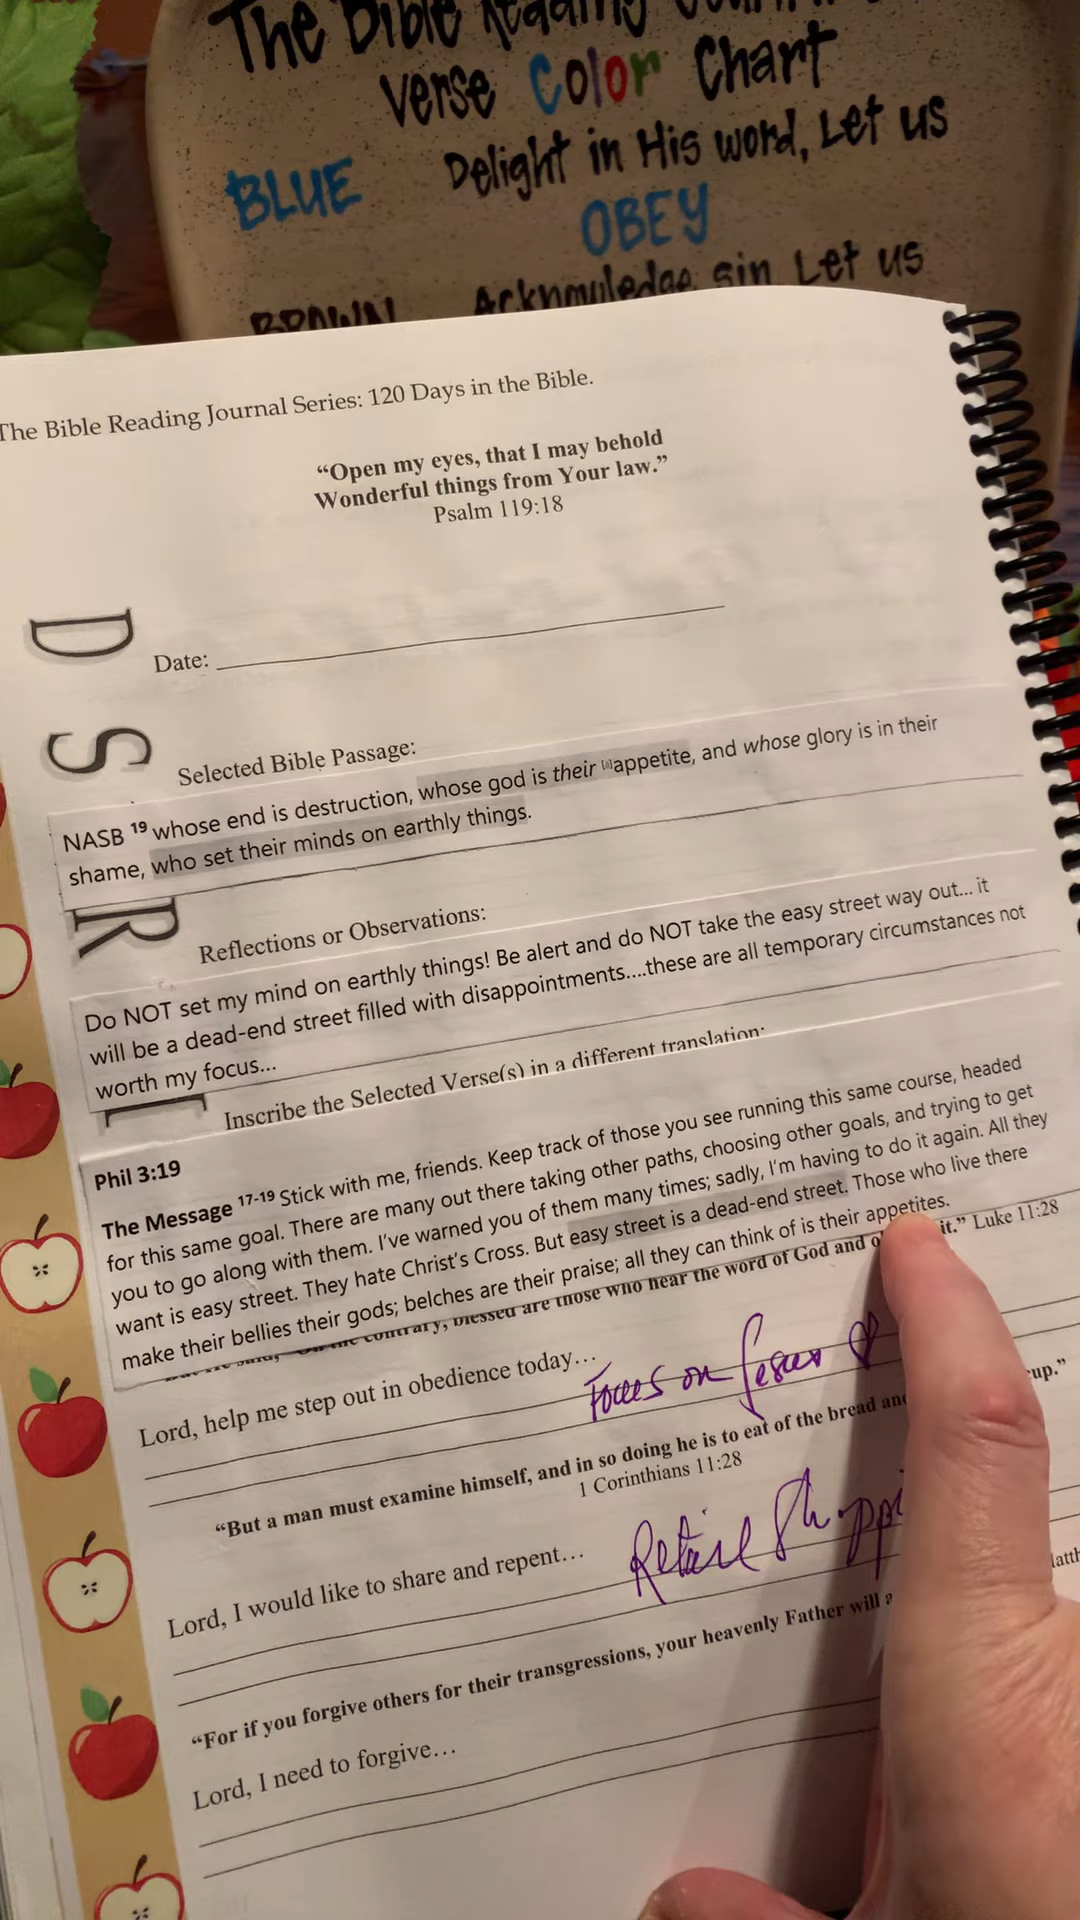 The Bible Reading
Verse Color Chart
BLUE Delight in His word, Let us
OBEY
BROWN Acknowledge sin Let us
The Bible Reading Journal Series: 120 Days in the Bible.
“Open my eyes, that I may behold
Wonderful things from Your law.”
Psalm 119:18
D
Date:
S
Selected Bible Passage:
NASB 19 whose end is destruction, whose god is their [a]appetite, and whose glory is in their
shame, who set their minds on earthly things.
R
Reflections or Observations:
Do NOT set my mind on earthly things! Be alert and do NOT take the easy street way out... it
will be a dead-end street filled with disappointments....these are all temporary circumstances not
worth my focus...
Inscribe the Selected Verse(s) in a different translation:
Phil 3:19
The Message 17-19 Stick with me, friends. Keep track of those you see running this same course, headed
for this same goal. There are many out there taking other paths, choosing other goals, and trying to get
you to go along with them. I’ve warned you of them many times; sadly, I’m having to do it again. All they
want is easy street. They hate Christ’s Cross. But easy street is a dead-end street. Those who live there
make their bellies their gods; belches are their praise; all they can think of is their appetites.
contrary, blessed are those who hear the word of God and it.” Luke 11:28
Lord, help me step out in obedience today… Focus on Jesus ♡
“But a man must examine himself, and in so doing he is to eat of the bread and cup.”
1 Corinthians 11:28
Lord, I would like to share and repent… Retail
“For if you forgive others for their transgressions, your heavenly Father will
Lord, I need to forgive…